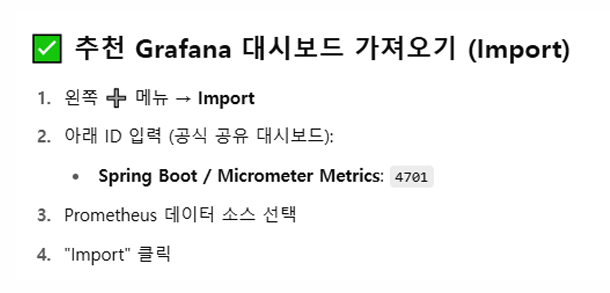 ✅ 추천 Grafana 대시보드 가져오기 (Import)
1. 왼쪽 ➕ 메뉴 → Import
2. 아래 ID 입력 (공식 공유 대시보드):
• Spring Boot / Micrometer Metrics: 4701
3. Prometheus 데이터 소스 선택
4. "Import" 클릭